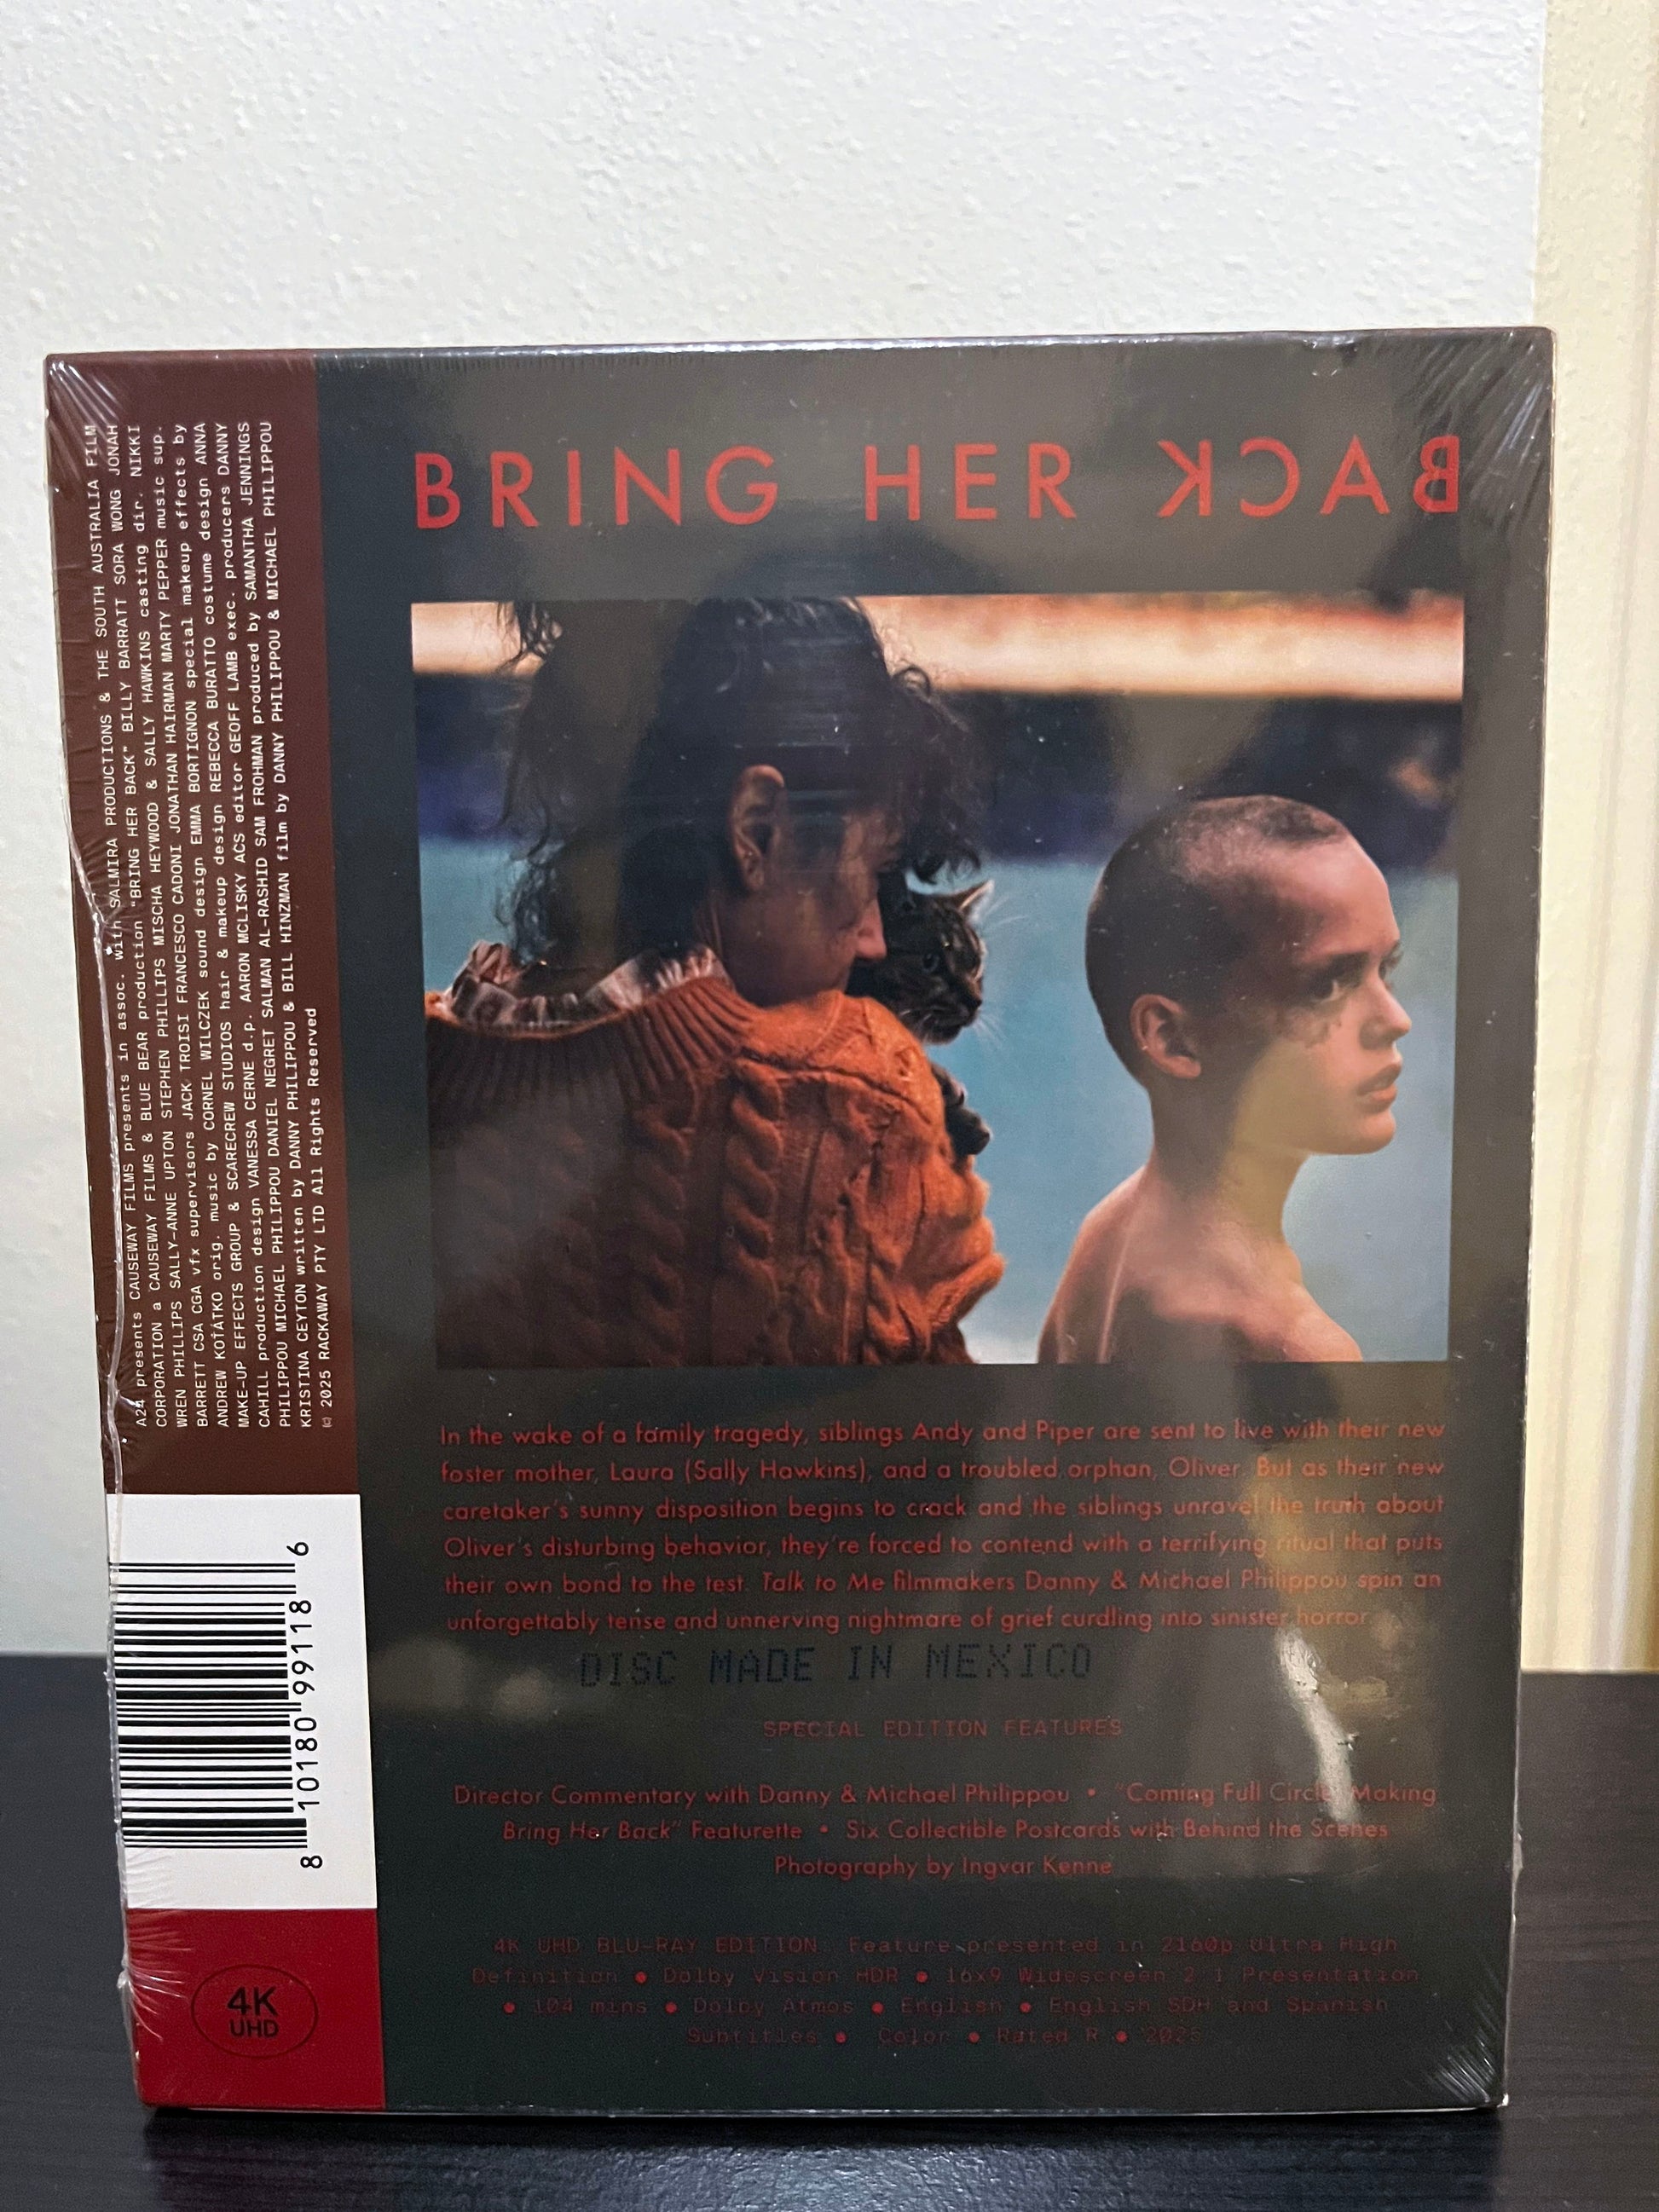 BRING HER BACK
A24 presents CAUSEWAY FILMS presents in assoc. with SALMIRA PRODUCTIONS & THE SOUTH AUSTRALIA FILM
CORPORATION a CAUSEWAY FILMS & BLUE BEAR production "BRING HER BACK" BILLY BARRATT SORA WONG JONAH
WREN PHILLIPS SALLY-ANNE UPTON STEPHEN PHILLIPS MISCHA HEYWOOD & SALLY HAWKINS casting dir. NIKKI
BARRETT CSA CGA vfx supervisors JACK TROISI FRANCESCO CADONI JONATHAN HAIRMAN MARTY PEPPER music sup.
ANDREW KOťÁTKO orig. music by CORNEL WILCZEK sound design EMMA BORTIGNON special makeup effects by
MAKE-UP EFFECTS GROUP & SCARECREW STUDIOS hair & makeup design REBECCA BURATTO costume design ANNA
CAHILL production design VANESSA CERNE d.p. AARON MCLISKY ACS editor GEOFF LAMB exec. producers DANNY
PHILIPPOU MICHAEL PHILIPPOU DANIEL NEGRET SALMAN AL-RASHID SAM FROHMAN produced by SAMANTHA JENNINGS
KRISTINA CEYTON written by DANNY PHILIPPOU & BILL HINZMAN film by DANNY PHILIPPOU & MICHAEL PHILIPPOU
© 2025 RACKAWAY PTY LTD All Rights Reserved
In the wake of a family tragedy, siblings Andy and Piper are sent to live with their new
foster mother, Laura (Sally Hawkins), and a troubled orphan, Oliver. But as their new
caretaker's sunny disposition begins to crack and the siblings unravel the truth about
Oliver's disturbing behavior, they're forced to contend with a terrifying ritual that puts
their own bond to the test. Talk to Me filmmakers Danny & Michael Philippou spin an
unforgettably tense and unnerving nightmare of grief curdling into sinister horror.
DISC MADE IN MEXICO
SPECIAL EDITION FEATURES
Director Commentary with Danny & Michael Philippou • "Coming Full Circle: Making
Bring Her Back" Featurette • Six Collectible Postcards with Behind the Scenes
Photography by Ingvar Kenne
4K UHD BLU-RAY EDITION: Feature presented in 2160p Ultra High
Definition • Dolby Vision HDR • 16x9 Widescreen 2:1 Presentation
• 104 mins • Dolby Atmos • English • English SDH and Spanish
Subtitles • Color • Rated R • 2025
8 10180 99118 6
4K
UHD